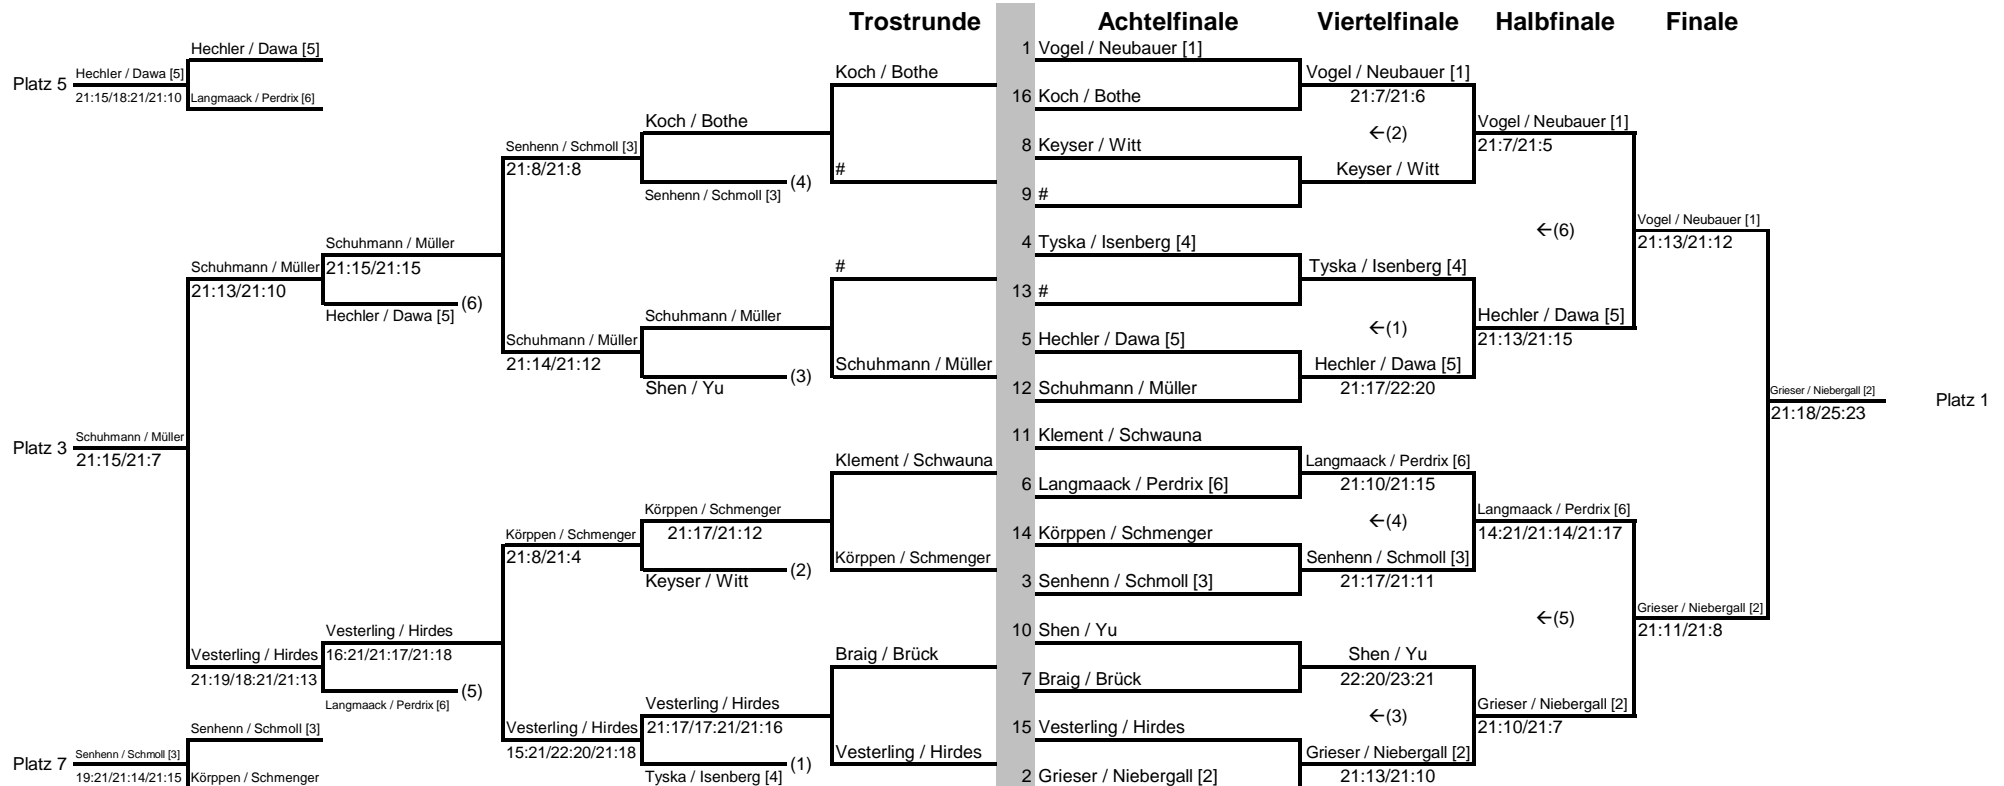 Trostrunde Achtelfinale Viertelfinale Halbfinale Finale
Hechler / Dawa [5]
Platz 5 Hechler / Dawa [5]
21:15/18:21/21:10
Langmaack / Perdrix [6]
Senhenn / Schmoll [3]
21:8/21:8
Schuhmann / Müller
Schuhmann / Müller
21:15/21:15
21:13/21:10
Hechler / Dawa [5] (6)
Schuhmann / Müller
21:14/21:12
Platz 3 Schuhmann / Müller
21:15/21:7
Körppen / Schmenger
21:8/21:4
Vesterling / Hirdes
Vesterling / Hirdes
16:21/21:17/21:18
21:19/18:21/21:13
(5)
Langmaack / Perdrix [6]
Vesterling / Hirdes
15:21/22:20/21:18
Senhenn / Schmoll [3]
Platz 7 Senhenn / Schmoll [3]
19:21/21:14/21:15
Körppen / Schmenger
Koch / Bothe
(4)
Senhenn / Schmoll [3]
Schuhmann / Müller
(3)
Shen / Yu
Körppen / Schmenger
21:17/21:12
(2)
Keyser / Witt
Vesterling / Hirdes
21:17/17:21/21:16
(1)
Tyska / Isenberg [4]
Koch / Bothe
#
#
Schuhmann / Müller
Klement / Schwauna
Körppen / Schmenger
Braig / Brück
Vesterling / Hirdes
1 Vogel / Neubauer [1]
16 Koch / Bothe
8 Keyser / Witt
9 #
4 Tyska / Isenberg [4]
13 #
5 Hechler / Dawa [5]
12 Schuhmann / Müller
11 Klement / Schwauna
6 Langmaack / Perdrix [6]
14 Körppen / Schmenger
3 Senhenn / Schmoll [3]
10 Shen / Yu
7 Braig / Brück
15 Vesterling / Hirdes
2 Grieser / Niebergall [2]
Vogel / Neubauer [1]
21:7/21:6
←(2)
Keyser / Witt
Tyska / Isenberg [4]
←(1)
Hechler / Dawa [5]
21:17/22:20
Langmaack / Perdrix [6]
21:10/21:15
←(4)
Senhenn / Schmoll [3]
21:17/21:11
Shen / Yu
22:20/23:21
←(3)
Grieser / Niebergall [2]
21:13/21:10
Vogel / Neubauer [1]
21:7/21:5
←(6)
Hechler / Dawa [5]
21:13/21:15
Langmaack / Perdrix [6]
14:21/21:14/21:17
←(5)
Grieser / Niebergall [2]
21:10/21:7
Vogel / Neubauer [1]
21:13/21:12
Grieser / Niebergall [2]
21:11/21:8
Grieser / Niebergall [2]
21:18/25:23
Platz 1